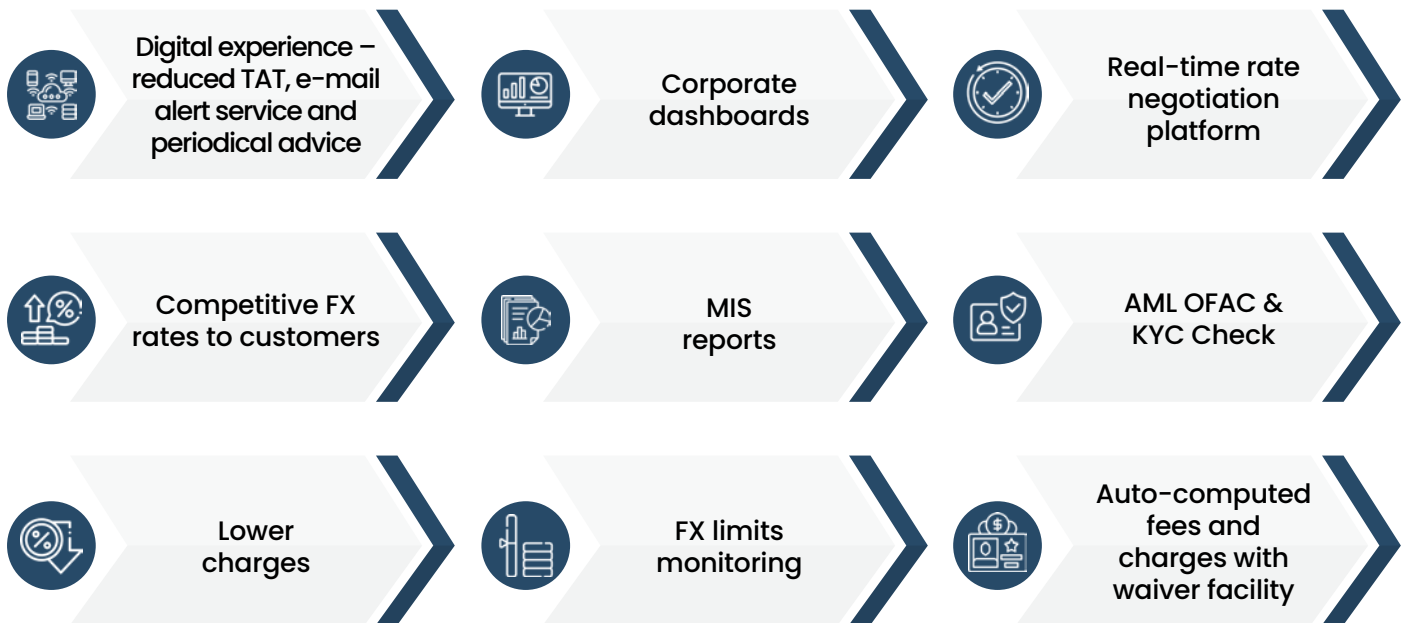 Digital experience –
reduced TAT, e-mail
alert service and
periodical advice
Corporate
dashboards
Real-time rate
negotiation
platform
Competitive FX
rates to customers
MIS
reports
AML OFAC &
KYC Check
Lower
charges
FX limits
monitoring
Auto-computed
fees and
charges with
waiver facility